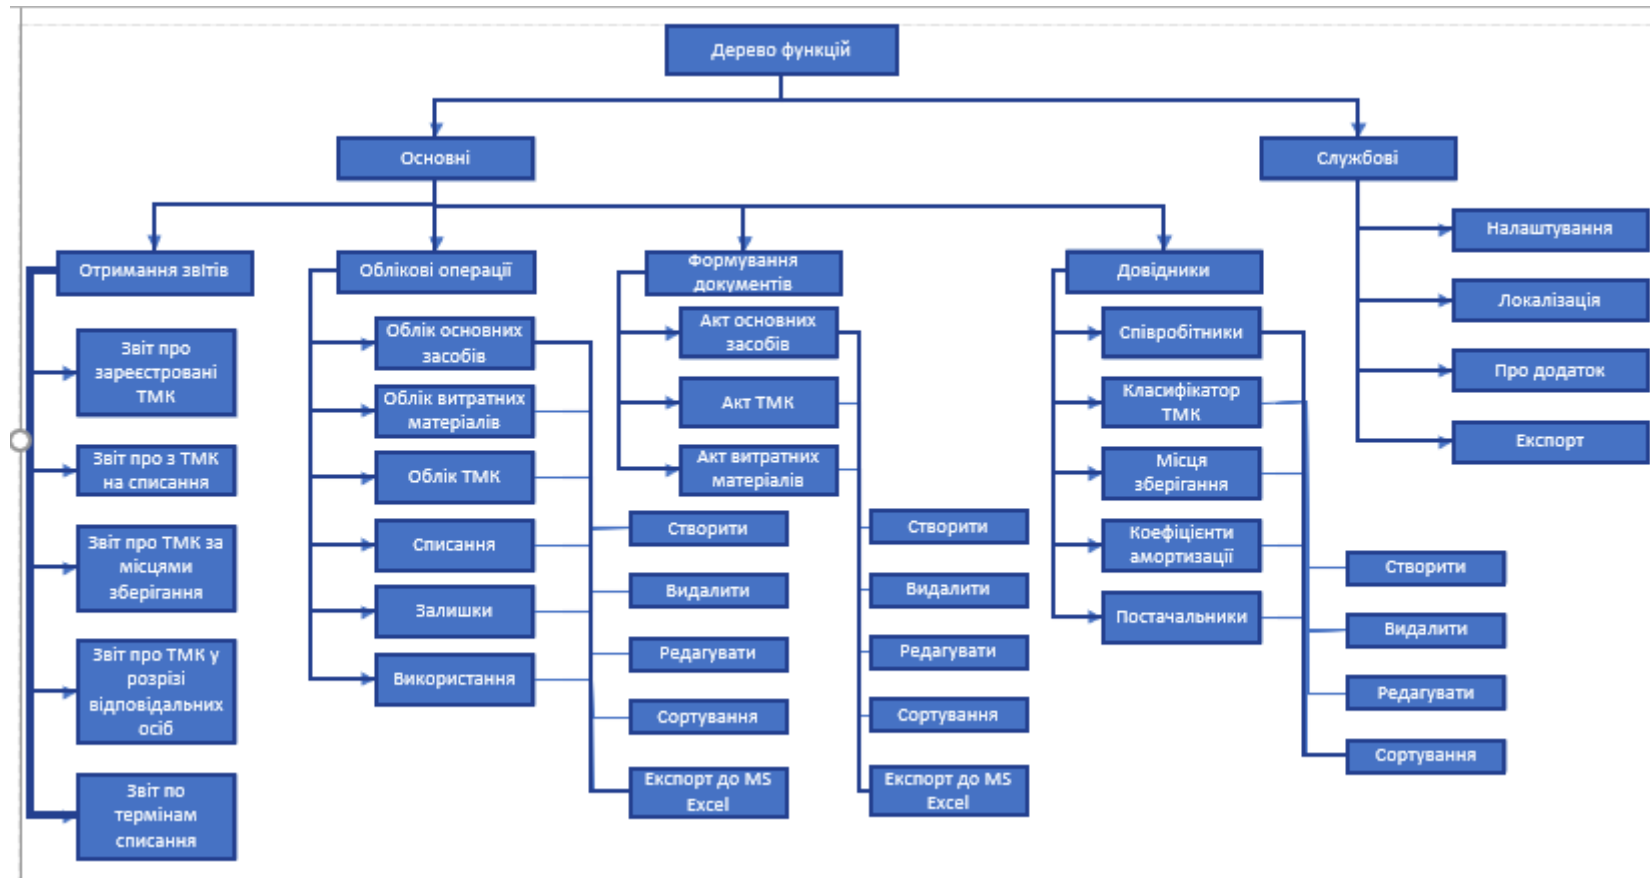 Дерево функцій
Основні
Службові
Отримання звітів
Звіт про
зареєстровані
ТМК
Звіт про з ТМК
на списання
Звіт про ТМК за
місцями
зберігання
Звіт про ТМК у
розрізі
відповідальних
осіб
Звіт по
термінам
списання
Облікові операції
Облік основних
засобів
Облік витратних
матеріалів
Облік ТМК
Списання
Залишки
Використання
Створити
Видалити
Редагувати
Сортування
Експорт до MS
Excel
Формування
документів
Акт основних
засобів
Акт ТМК
Акт витратних
матеріалів
Створити
Видалити
Редагувати
Сортування
Експорт до MS
Excel
Довідники
Співробітники
Класифікатор
ТМК
Місця
зберігання
Коефіцієнти
амортизації
Постачальники
Створити
Видалити
Редагувати
Сортування
Налаштування
Локалізація
Про додаток
Експорт